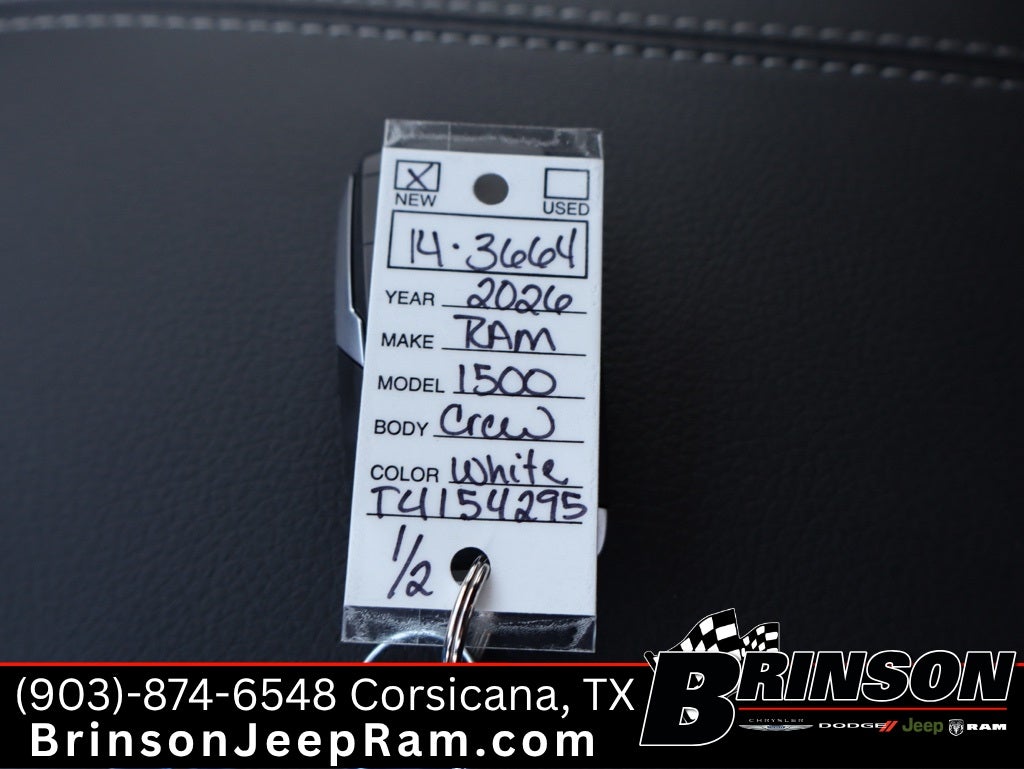 X
NEW USED
14·3664
YEAR 2026
MAKE RAM
MODEL 1500
BODY Crew
COLOR White
T4154295
1/2
(903)-874-6548 Corsicana, TX
BrinsonJeepRam.com
BRINSON
CHRYSLER DODGE Jeep RAM